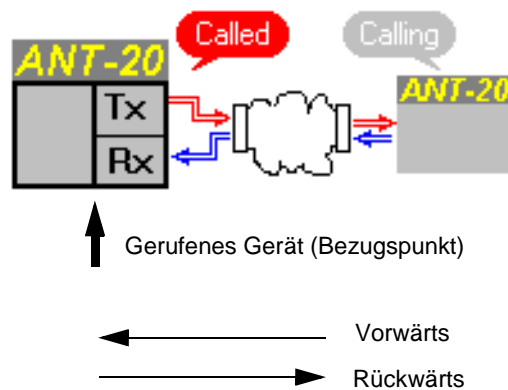 Called
Calling
ANT-20
ANT-20
Tx
Rx
Gerufenes Gerät (Bezugspunkt)
Vorwärts
Rückwärts